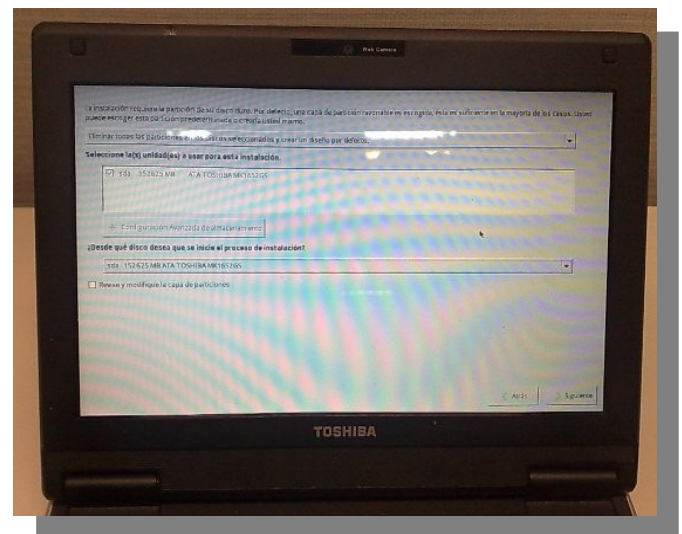 Web Camera
La instalación requiere la partición de su disco duro. Por defecto, una capa de partición razonable es escogida, ésta es suficiente en la mayoría de los casos. Usted
puede escoger esta partición predeterminada o crearla usted mismo.
Eliminar todas las particiones en los discos seleccionados y crear un diseño por defecto.
Seleccione la(s) unidad(es) a usar para esta instalación.
sda 152625 MB ATA TOSHIBA MK1652GS
Configuración Avanzada de almacenamiento
¿Desde qué disco desea que se inicie el proceso de instalación?
sda 152625 MB ATA TOSHIBA MK1652GS
Revise y modifique la capa de particiones
Atrás
Siguiente
TOSHIBA